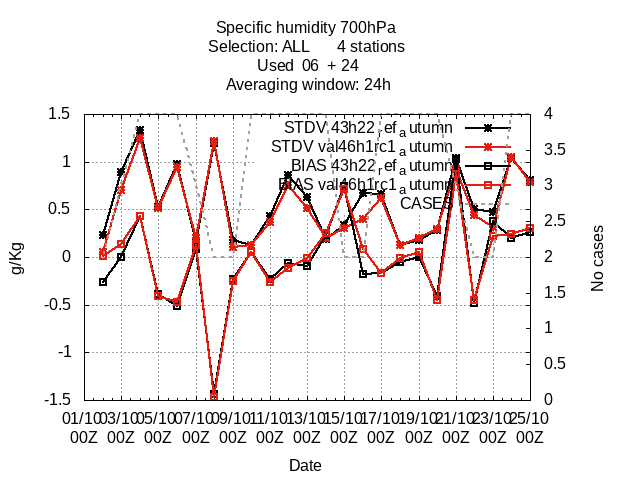 Specific humidity 700hPa
Selection: ALL 4 stations
Used 06 + 24
Averaging window: 24h
STDV 43h22_ref_autumn
STDV val46h1rc1_autumn
BIAS 43h22_ref_autumn
BIAS val46h1rc1_autumn
CASES
1.5
1
0.5
0
-0.5
-1
-1.5
4
3.5
3
2.5
2
1.5
1
0.5
0
g/Kg
No cases
01/10 03/10 05/10 07/10 09/10 11/10 13/10 15/10 17/10 19/10 21/10 23/10 25/10
00Z 00Z 00Z 00Z 00Z 00Z 00Z 00Z 00Z 00Z 00Z 00Z 00Z
Date